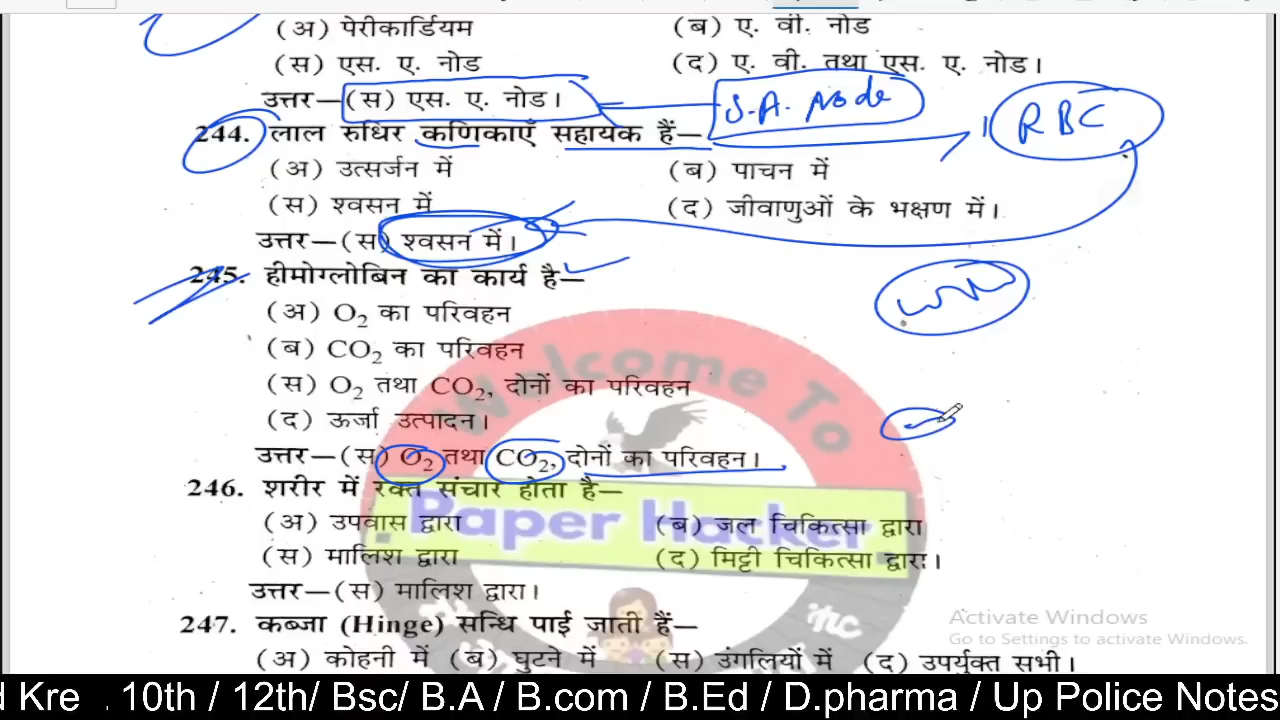 (अ) पेरीकार्डियम (ब) ए. वी. नोड
(स) एस. ए. नोड (द) ए. वी. तथा एस. ए. नोड।
उत्तर–(स) एस. ए. नोड। S.A. Node
244. लाल रुधिर कणिकाएँ सहायक हैं– RBC
(अ) उत्सर्जन में (ब) पाचन में
(स) श्वसन में (द) जीवाणुओं के भक्षण में।
उत्तर–(स) श्वसन में।
245. हीमोग्लोबिन का कार्य है–
(अ) O₂ का परिवहन
(ब) CO₂ का परिवहन
(स) O₂ तथा CO₂, दोनों का परिवहन
(द) ऊर्जा उत्पादन।
उत्तर–(स) O₂ तथा CO₂, दोनों का परिवहन।
246. शरीर में रक्त संचार होता है–
(अ) उपवास द्वारा (ब) जल चिकित्सा द्वारा
(स) मालिश द्वारा (द) मिट्टी चिकित्सा द्वारा।
उत्तर–(स) मालिश द्वारा।
247. कब्जा (Hinge) सन्धि पाई जाती हैं–
(अ) कोहनी में (ब) घुटने में (स) उंगलियों में (द) उपर्युक्त सभी।
Welcome To
Paper Hacker
Activate Windows
Go to Settings to activate Windows.
d Kre . 10th / 12th/ Bsc/ B.A / B.com / B.Ed / D.pharma / Up Police Notes